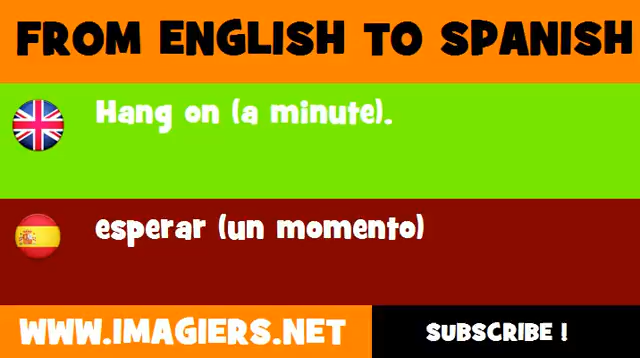 FROM ENGLISH TO SPANISH
Hang on (a minute).
esperar (un momento)
WWW.IMAGIERS.NET
SUBSCRIBE !